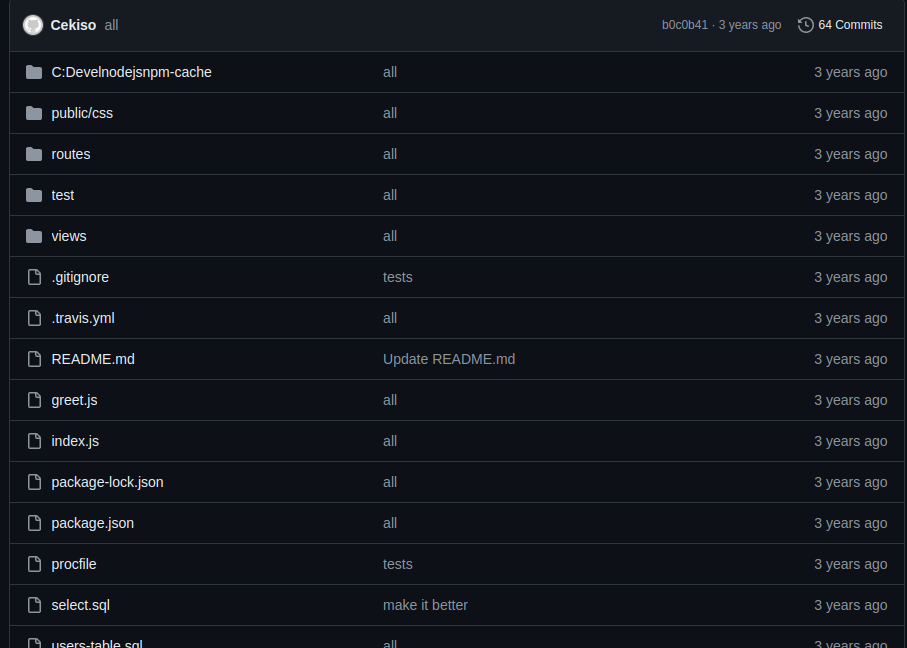 Cekiso all b0c0b41 · 3 years ago 64 Commits
C:Develnodejsnpm-cache all 3 years ago
public/css all 3 years ago
routes all 3 years ago
test all 3 years ago
views all 3 years ago
.gitignore tests 3 years ago
.travis.yml all 3 years ago
README.md Update README.md 3 years ago
greet.js all 3 years ago
index.js all 3 years ago
package-lock.json all 3 years ago
package.json all 3 years ago
procfile tests 3 years ago
select.sql make it better 3 years ago
users-table.sql all 3 years ago